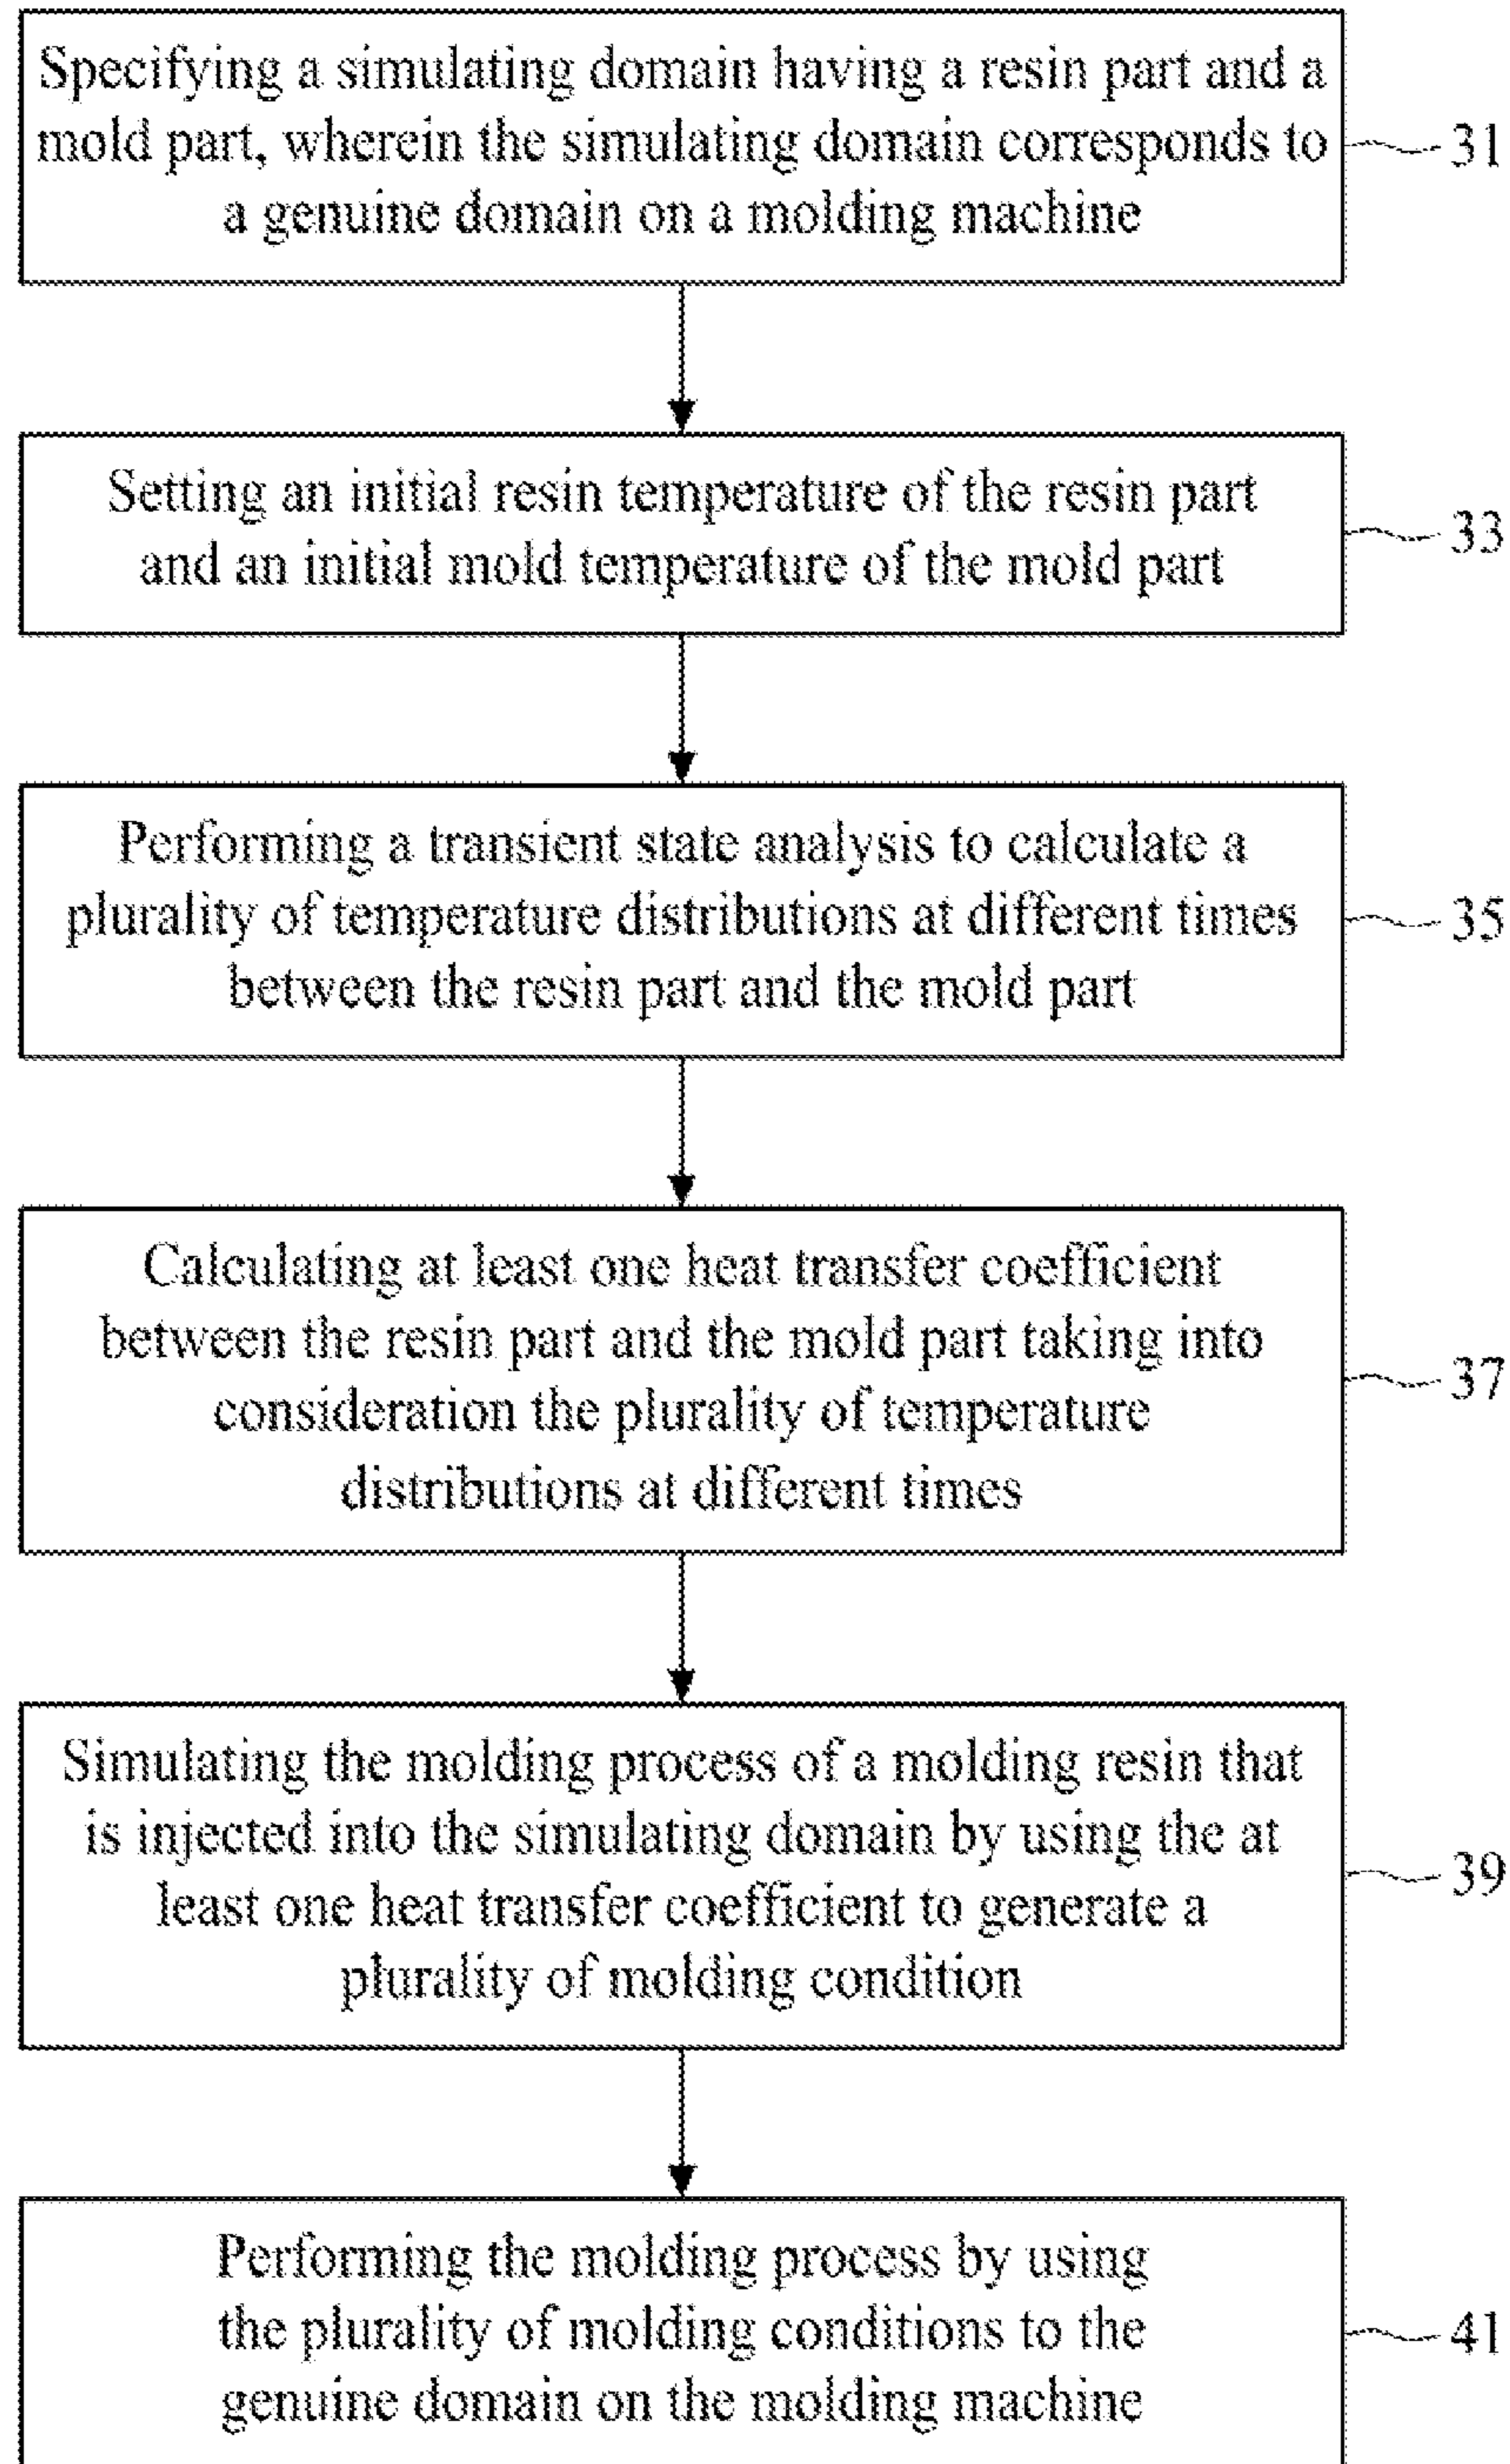 Specifying a simulating domain having a resin part and a
mold part, wherein the simulating domain corresponds to
a genuine domain on a molding machine
31
Setting an initial resin temperature of the resin part
and an initial mold temperature of the mold part
33
Performing a transient state analysis to calculate a
plurality of temperature distributions at different times
between the resin part and the mold part
35
Calculating at least one heat transfer coefficient
between the resin part and the mold part taking into
consideration the plurality of temperature
distributions at different times
37
Simulating the molding process of a molding resin that
is injected into the simulating domain by using the at
least one heat transfer coefficient to generate a
plurality of molding condition
39
Performing the molding process by using
the plurality of molding conditions to the
genuine domain on the molding machine
41